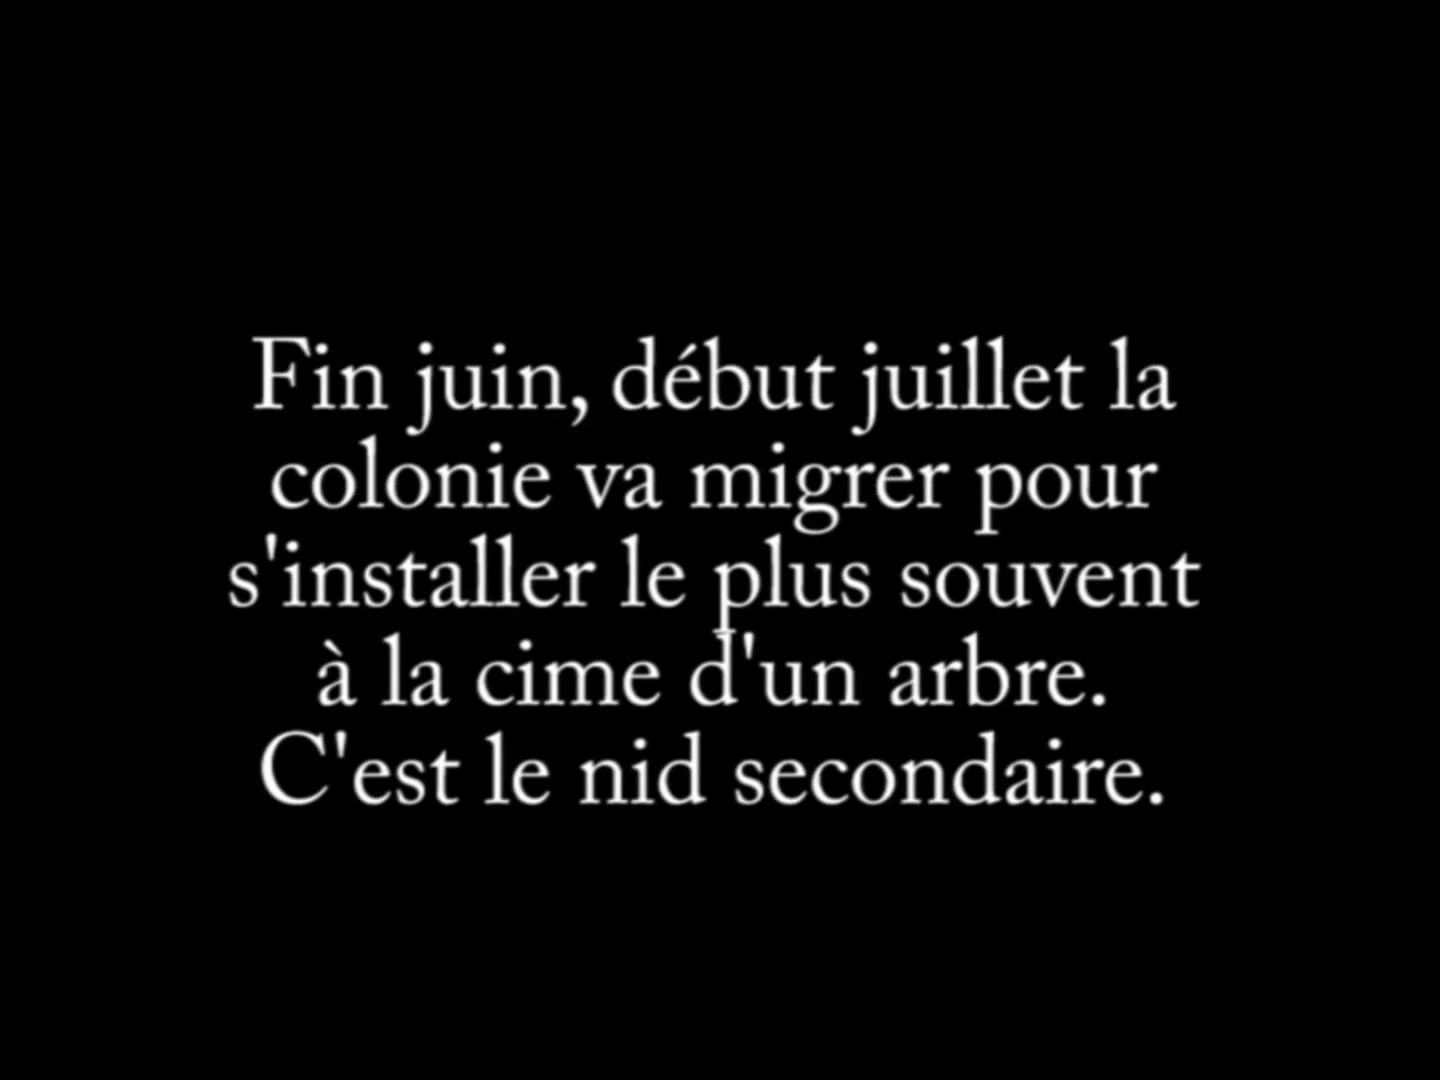 Fin juin, début juillet la
colonie va migrer pour
s'installer le plus souvent
à la cime d'un arbre.
C'est le nid secondaire.